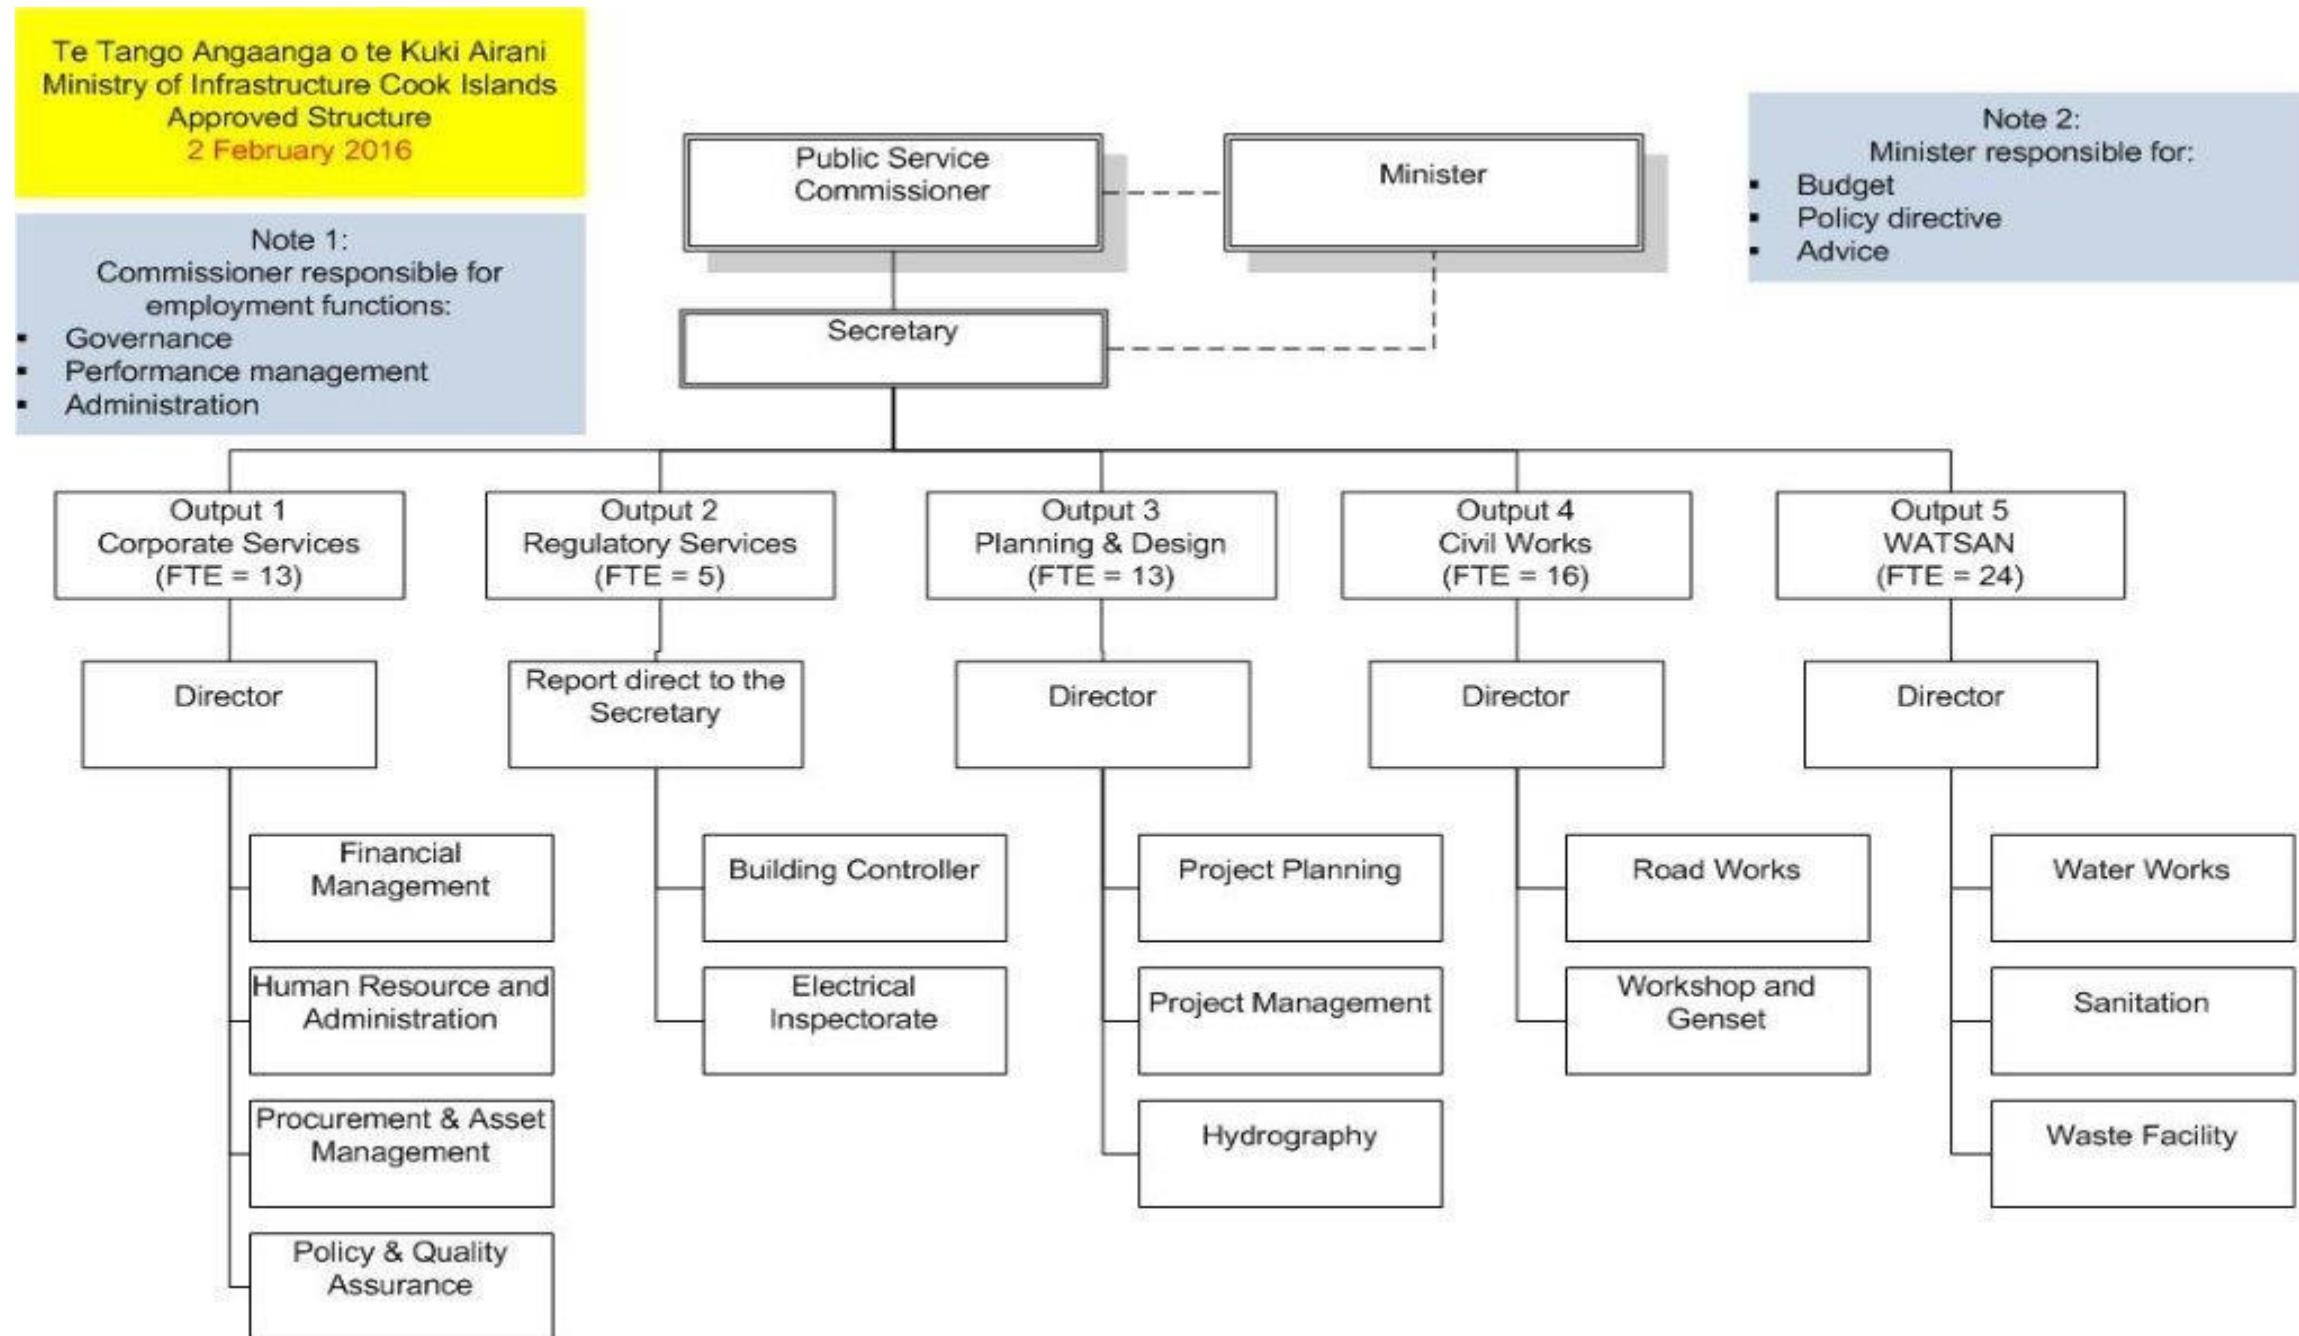 Te Tango Angaanga o te Kuki Airani
Ministry of Infrastructure Cook Islands
Approved Structure
2 February 2016
Note 1:
Commissioner responsible for
employment functions:
▪ Governance
▪ Performance management
▪ Administration
Public Service
Commissioner
Minister
Note 2:
Minister responsible for:
▪ Budget
▪ Policy directive
▪ Advice
Secretary
Output 1
Corporate Services
(FTE = 13)
Output 2
Regulatory Services
(FTE = 5)
Output 3
Planning & Design
(FTE = 13)
Output 4
Civil Works
(FTE = 16)
Output 5
WATSAN
(FTE = 24)
Director
Report direct to the
Secretary
Director
Director
Director
Financial
Management
Human Resource and
Administration
Procurement & Asset
Management
Policy & Quality
Assurance
Building Controller
Electrical
Inspectorate
Project Planning
Project Management
Hydrography
Road Works
Workshop and
Genset
Water Works
Sanitation
Waste Facility